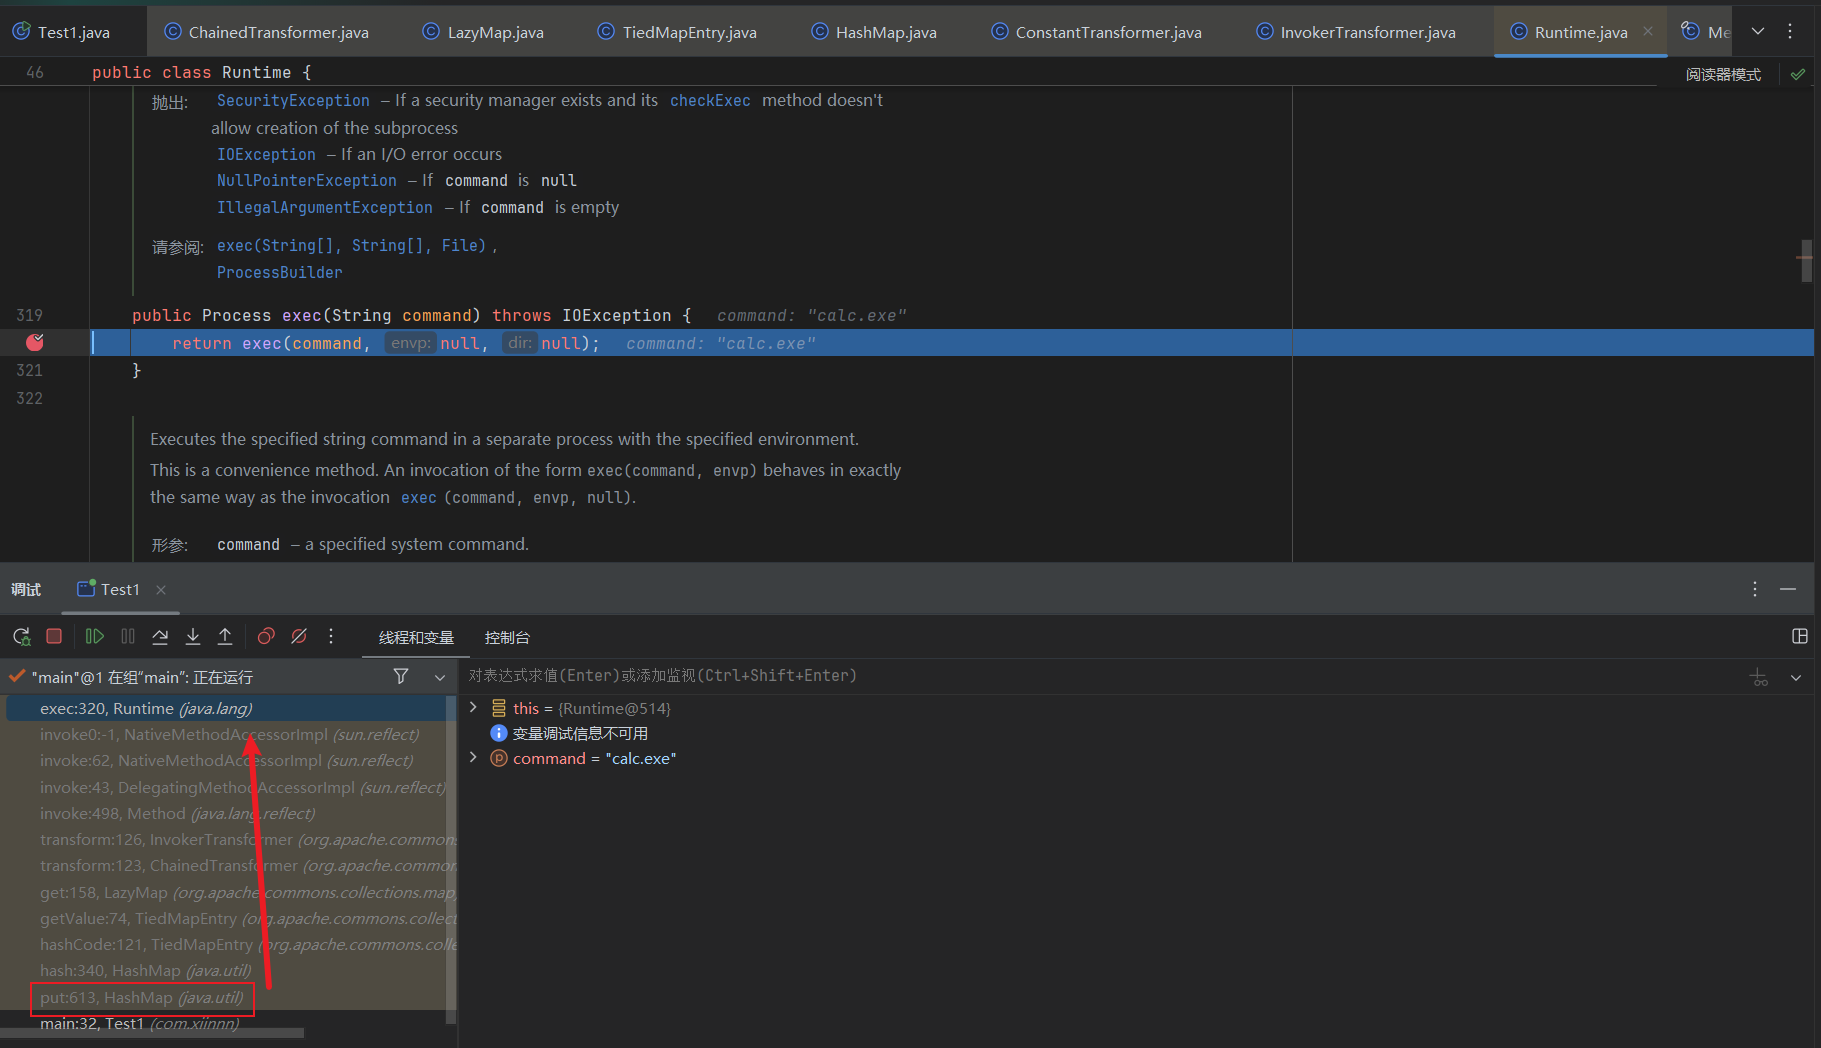 Test1.java
ChainedTransformer.java
LazyMap.java
TiedMapEntry.java
HashMap.java
ConstantTransformer.java
InvokerTransformer.java
Runtime.java
Me
46 public class Runtime {
阅读器模式
抛出: SecurityException – If a security manager exists and its checkExec method doesn't
allow creation of the subprocess
IOException – If an I/O error occurs
NullPointerException – If command is null
IllegalArgumentException – If command is empty
请参阅: exec(String[], String[], File) ,
ProcessBuilder
319 public Process exec(String command) throws IOException { command: "calc.exe"
return exec(command, envp: null, dir: null); command: "calc.exe"
321 }
322
Executes the specified string command in a separate process with the specified environment.
This is a convenience method. An invocation of the form exec(command, envp) behaves in exactly
the same way as the invocation exec (command, envp, null).
形参: command – a specified system command.
调试 Test1
线程和变量 控制台
"main"@1 在组"main": 正在运行
对表达式求值(Enter)或添加监视(Ctrl+Shift+Enter)
exec:320, Runtime (java.lang)
invoke0:-1, NativeMethodAccessorImpl (sun.reflect)
invoke:62, NativeMethodAccessorImpl (sun.reflect)
invoke:43, DelegatingMethodAccessorImpl (sun.reflect)
invoke:498, Method (java.lang.reflect)
transform:126, InvokerTransformer (org.apache.commons
transform:123, ChainedTransformer (org.apache.common
get:158, LazyMap (org.apache.commons.collections.map)
getValue:74, TiedMapEntry (org.apache.commons.collect
hashCode:121, TiedMapEntry (org.apache.commons.colle
hash:340, HashMap (java.util)
put:613, HashMap (java.util)
main:32, Test1 (com.xiinnn)
this = {Runtime@514}
变量调试信息不可用
command = "calc.exe"